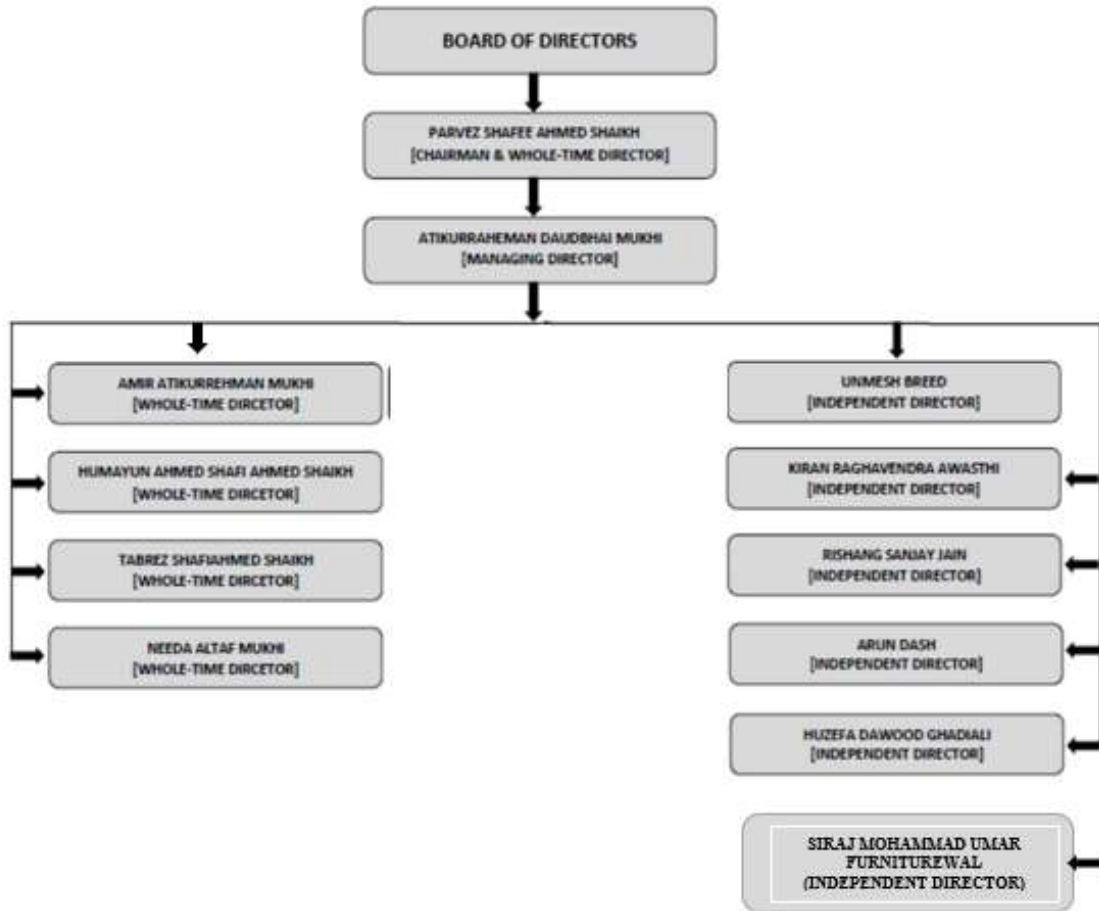 BOARD OF DIRECTORS
PARVEZ SHAFEE AHMED SHAIKH
[CHAIRMAN & WHOLE-TIME DIRECTOR]
ATIKURRAHEMAN DAUDBHAI MUKHI
[MANAGING DIRECTOR]
AMIR ATIKURREHMAN MUKHI
[WHOLE-TIME DIRCETOR]
HUMAYUN AHMED SHAFI AHMED SHAIKH
[WHOLE-TIME DIRCETOR]
TABREZ SHAFIAHMED SHAIKH
[WHOLE-TIME DIRCETOR]
NEEDA ALTAF MUKHI
[WHOLE-TIME DIRCETOR]
UNMESH BREED
[INDEPENDENT DIRECTOR]
KIRAN RAGHAVENDRA AWASTHI
[INDEPENDENT DIRECTOR]
RISHANG SANJAY JAIN
[INDEPENDENT DIRECTOR]
ARUN DASH
[INDEPENDENT DIRECTOR]
HUZEFA DAWOOD GHADIALI
[INDEPENDENT DIRECTOR]
SIRAJ MOHAMMAD UMAR
FURNITUREWAL
(INDEPENDENT DIRECTOR)